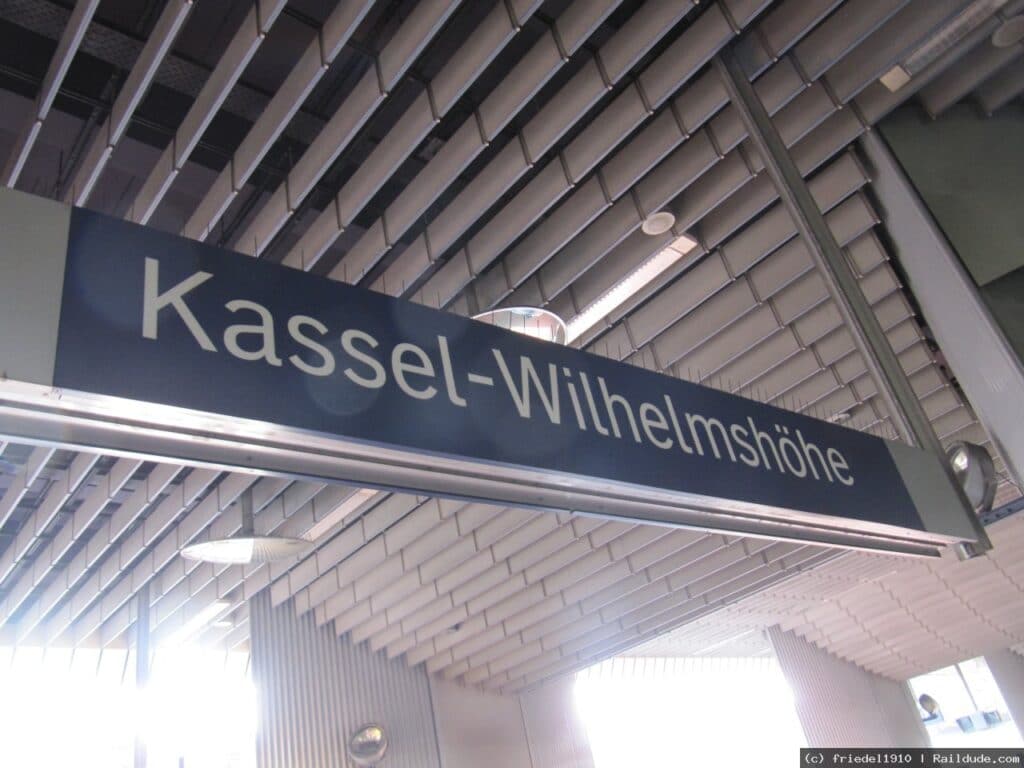 Kassel-Wilhelmshöhe
(c) friedel1910 | Raildude.com